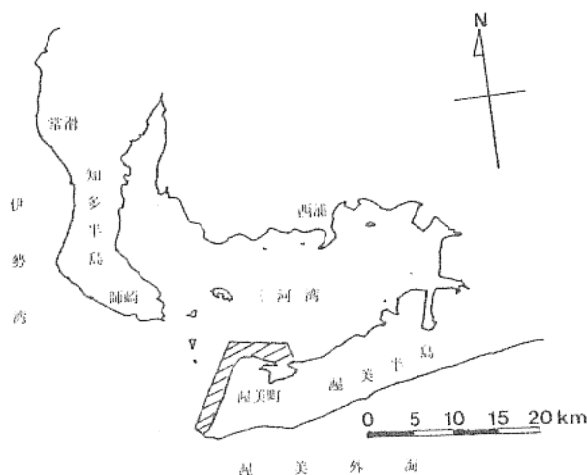 N
常滑
知多半島
伊勢湾
西浦
師崎
三河湾
渥美町
渥美半島
0 5 10 15 20 km
渥美外海